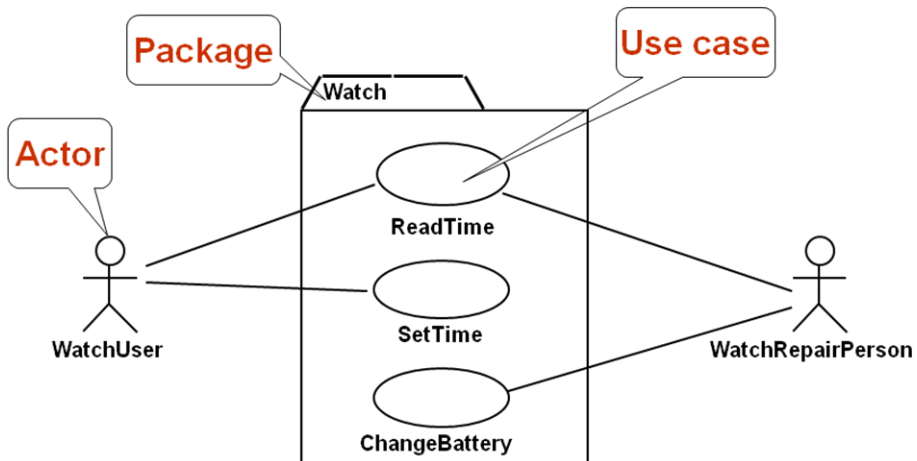 Package
Use case
Watch
Actor
ReadTime
SetTime
WatchUser
WatchRepairPerson
ChangeBattery